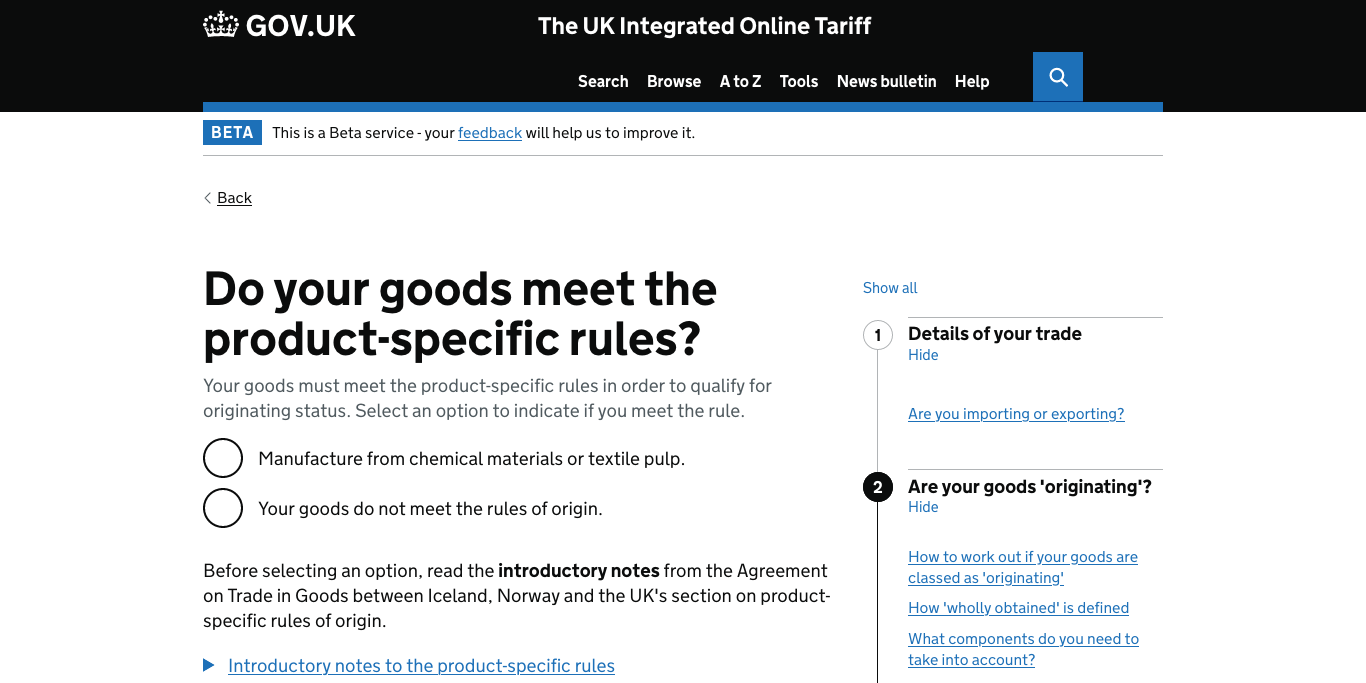 GOV.UK
The UK Integrated Online Tariff
Search Browse A to Z Tools News bulletin Help
BETA This is a Beta service - your feedback will help us to improve it.
Back
Do your goods meet the
product-specific rules?
Your goods must meet the product-specific rules in order to qualify for
originating status. Select an option to indicate if you meet the rule.
Manufacture from chemical materials or textile pulp.
Your goods do not meet the rules of origin.
Before selecting an option, read the introductory notes from the Agreement
on Trade in Goods between Iceland, Norway and the UK's section on product-
specific rules of origin.
Introductory notes to the product-specific rules
Show all
1 Details of your trade
Hide
Are you importing or exporting?
2 Are your goods 'originating'?
Hide
How to work out if your goods are
classed as 'originating'
How 'wholly obtained' is defined
What components do you need to
take into account?